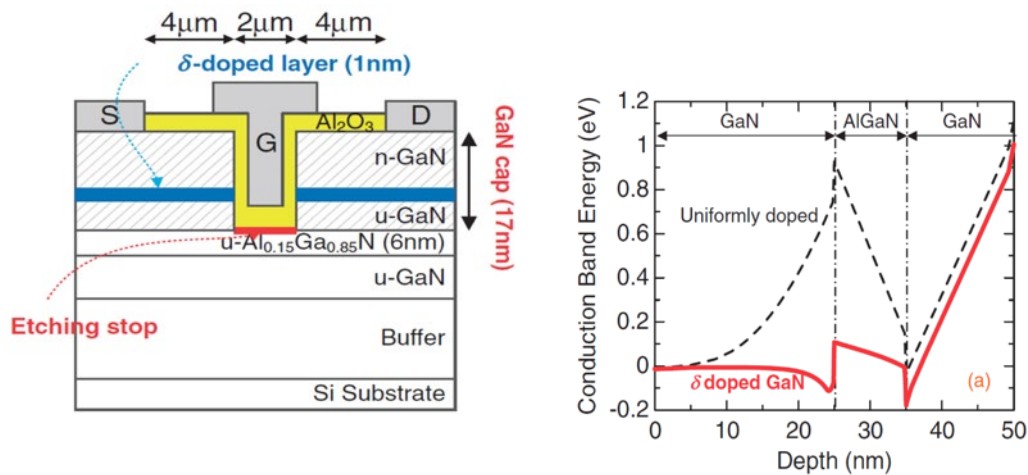 4μm 2μm 4μm
δ-doped layer (1nm)
S
G
Al₂O₃
D
n-GaN
u-GaN
u-Al₀.₁₅Ga₀.₈₅N (6nm)
u-GaN
Etching stop
Buffer
Si Substrate
GaN cap (17nm)
Conduction Band Energy (eV)
1.2
1
0.8
0.6
0.4
0.2
0
-0.2
GaN AlGaN GaN
Uniformly doped
δ doped GaN
(a)
0 10 20 30 40 50
Depth (nm)